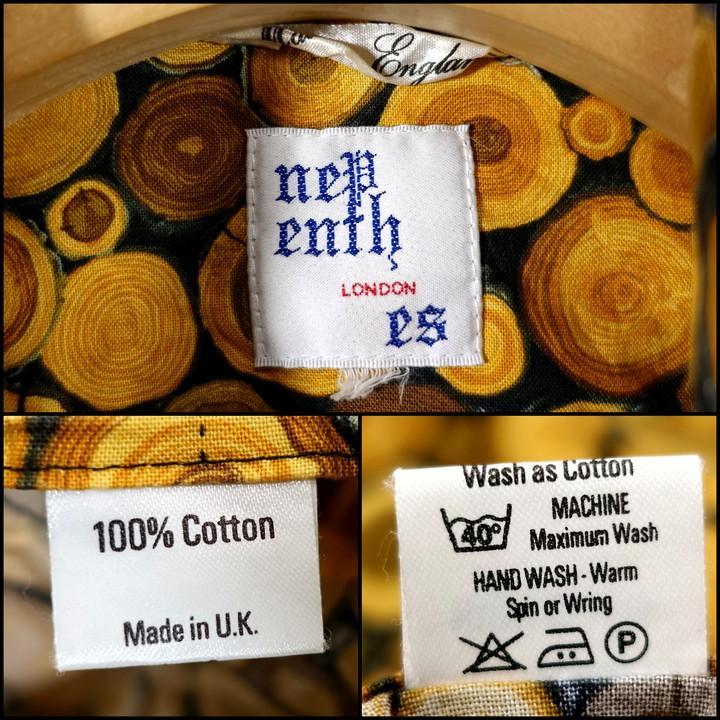 nep
enth
LONDON
es
100% Cotton
Made in U.K.
Wash as Cotton
40° MACHINE
Maximum Wash
HAND WASH - Warm
Spin or Wring
P